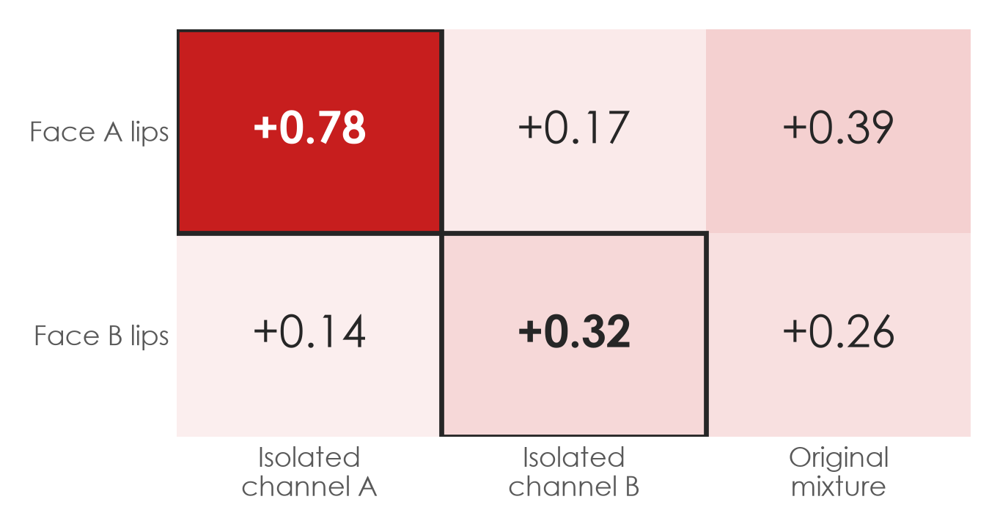 Face A lips +0.78 +0.17 +0.39
Face B lips +0.14 +0.32 +0.26
Isolated channel A
Isolated channel B
Original mixture